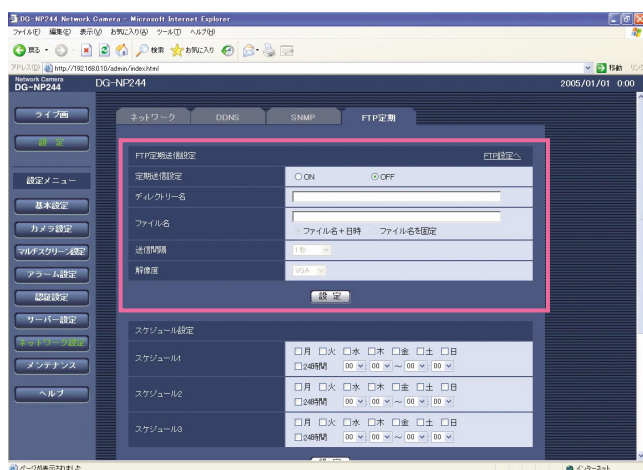 DG-NP244 Network Camera - Microsoft Internet Explorer
ファイル(F) 編集(E) 表示(V) お気に入り(A) ツール(T) ヘルプ(H)
戻る 検索 お気に入り
アドレス(D) http://192.168.0.10/admin/index.html 移動 リンク
Network Camera
DG-NP244 DG-NP244 2005/01/01 0:00
ライブ画
設定
設定メニュー
基本設定
カメラ設定
マルチスクリーン設定
アラーム設定
認証設定
サーバー設定
ネットワーク設定
メンテナンス
ヘルプ
ネットワーク DDNS SNMP FTP定期
FTP定期送信設定 FTP設定へ
定期送信設定 ON OFF
ディレクトリー名
ファイル名
ファイル名+日時 ファイル名を固定
送信間隔 1秒
解像度 VGA
設定
スケジュール設定
スケジュール1 月 火 水 木 金 土 日
24時間 00 : 00 ～ 00 : 00
スケジュール2 月 火 水 木 金 土 日
24時間 00 : 00 ～ 00 : 00
スケジュール3 月 火 水 木 金 土 日
24時間 00 : 00 ～ 00 : 00
設定
ページが表示されました インターネット